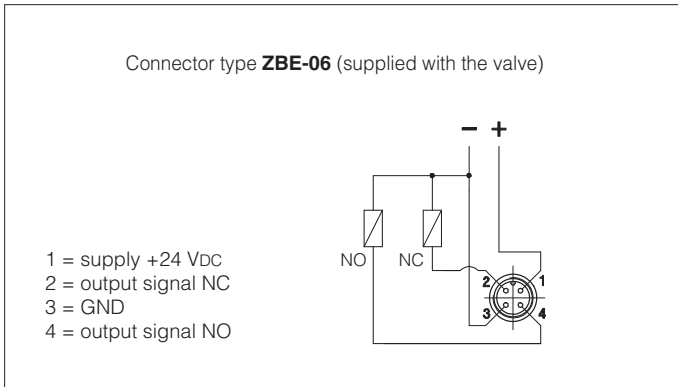 Connector type ZBE-06 (supplied with the valve)
− +
NO NC
2 1
3 4
1 = supply +24 VDC
2 = output signal NC
3 = GND
4 = output signal NO